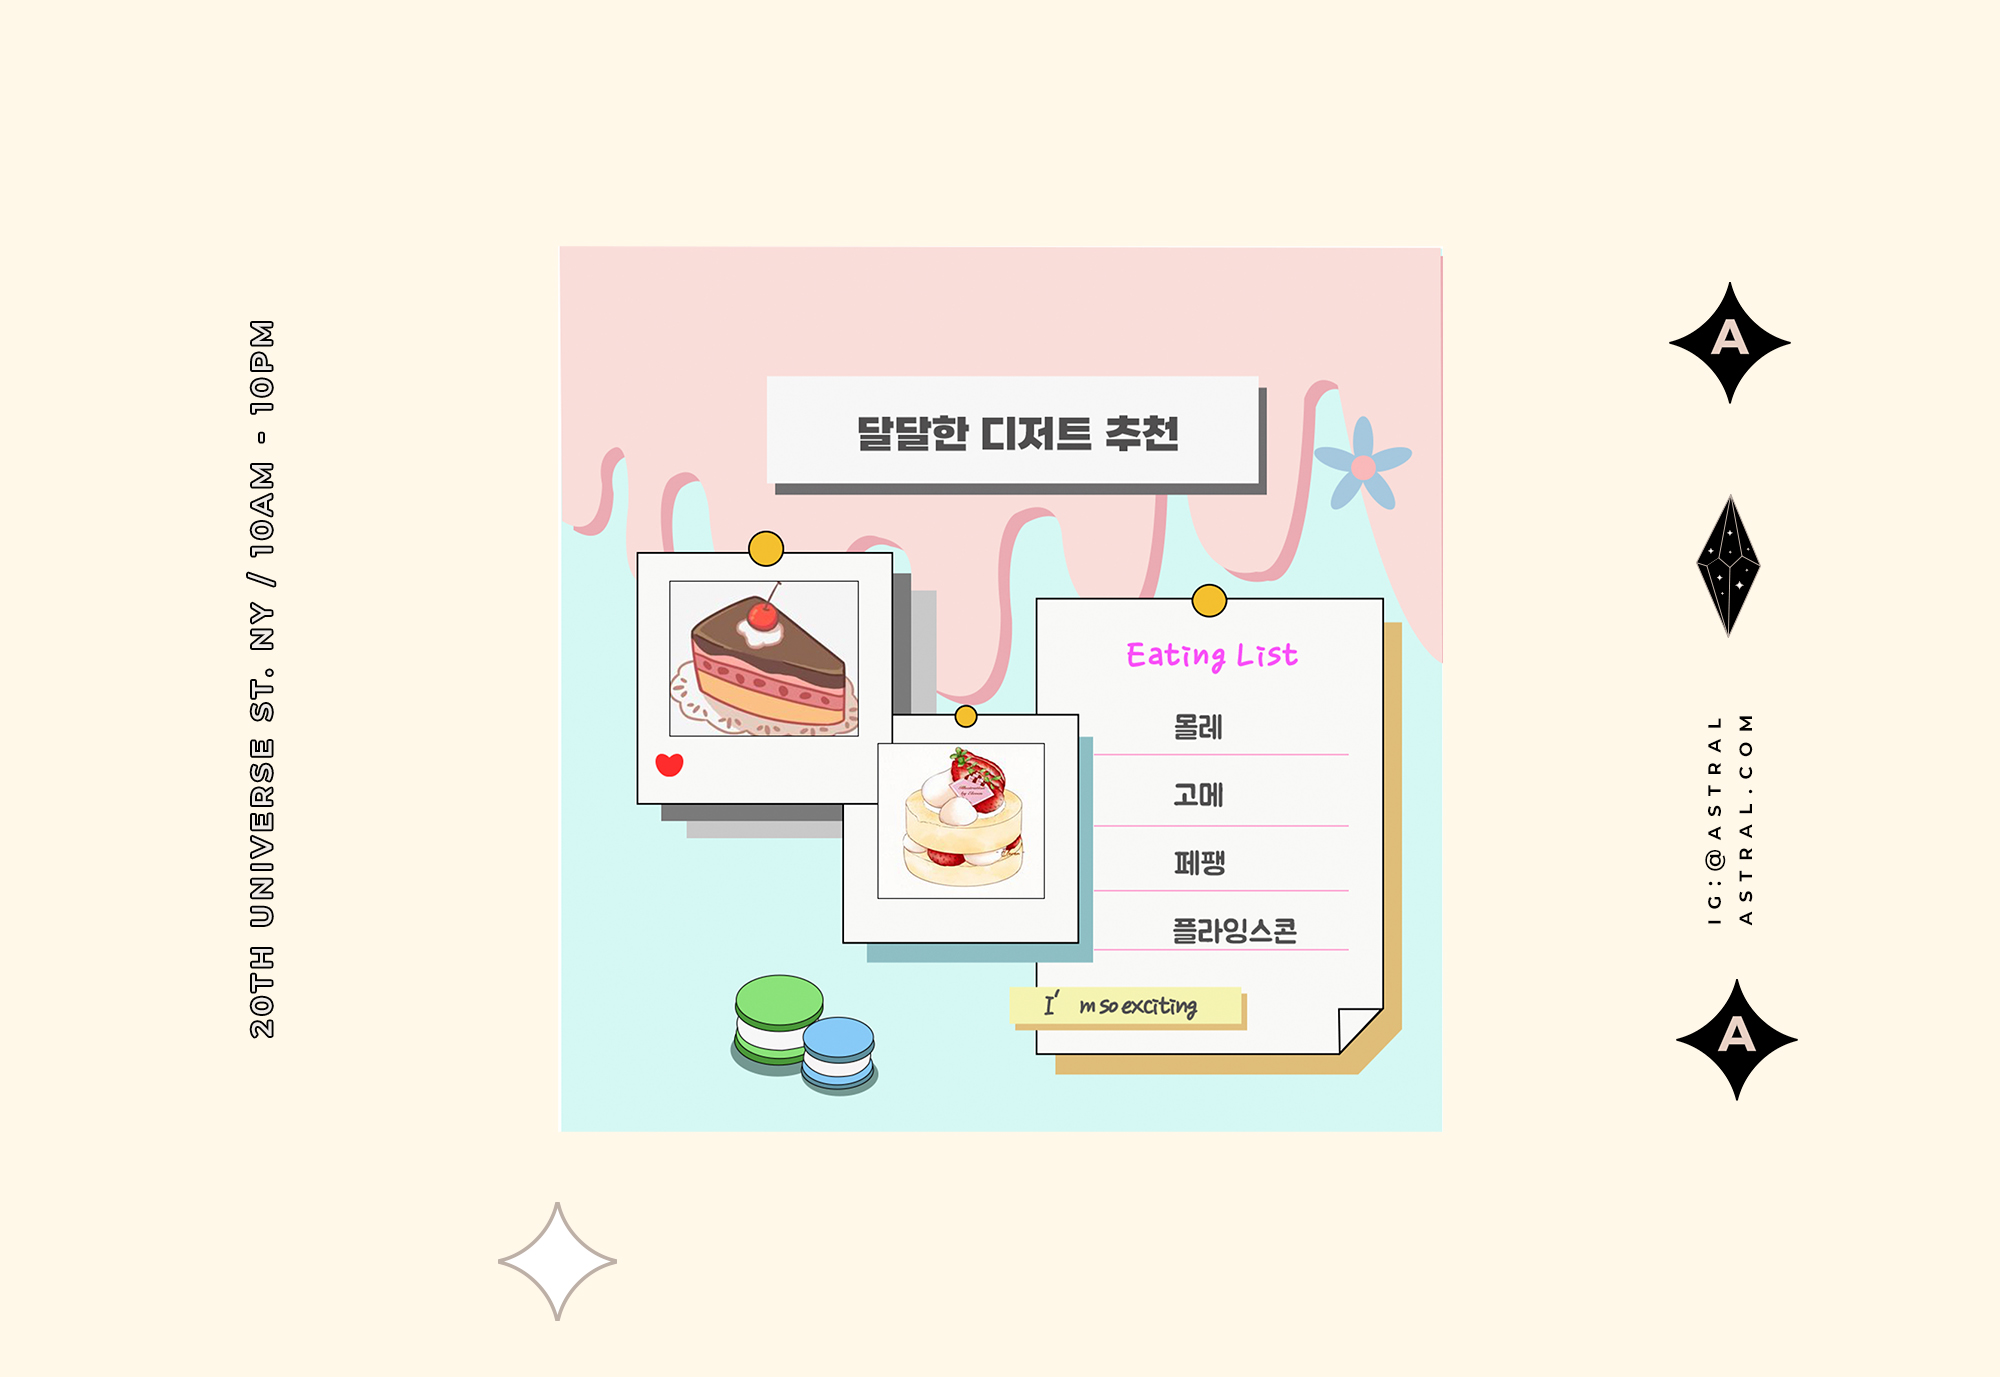 20TH UNIVERSE ST. NY / 10AM - 10PM
달달한 디저트 추천
Eating List
몰레
고메
페팽
플라잉스콘
I' m so exciting
A
IG:@ASTRAL
ASTRAL.COM
A